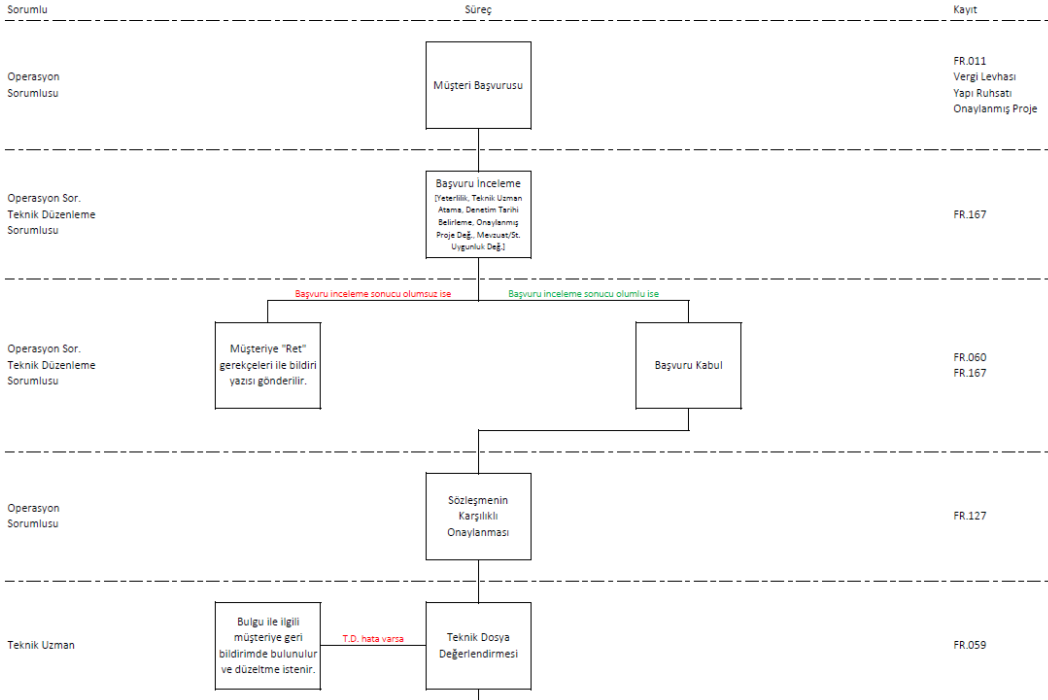 Sorumlu
Süreç
Kayıt
Operasyon
Sorumlusu
Müşteri Başvurusu
FR.011
Vergi Levhası
Yapı Ruhsatı
Onaylanmış Proje
Operasyon Sor.
Teknik Düzenleme
Sorumlusu
Başvuru İnceleme
[Yeterlilik, Teknik Uzman
Atama, Denetim Tarihi
Belirleme, Onaylanmış
Proje Değ., Mevzuat/St.
Uygunluk Değ.]
FR.167
Başvuru inceleme sonucu olumsuz ise
Başvuru inceleme sonucu olumlu ise
Operasyon Sor.
Teknik Düzenleme
Sorumlusu
Müşteriye "Ret"
gerekçeleri ile bildiri
yazısı gönderilir.
Başvuru Kabul
FR.060
FR.167
Operasyon
Sorumlusu
Sözleşmenin
Karşılıklı
Onaylanması
FR.127
Teknik Uzman
Bulgu ile ilgili
müşteriye geri
bildirimde bulunulur
ve düzeltme istenir.
T.D. hata varsa
Teknik Dosya
Değerlendirmesi
FR.059